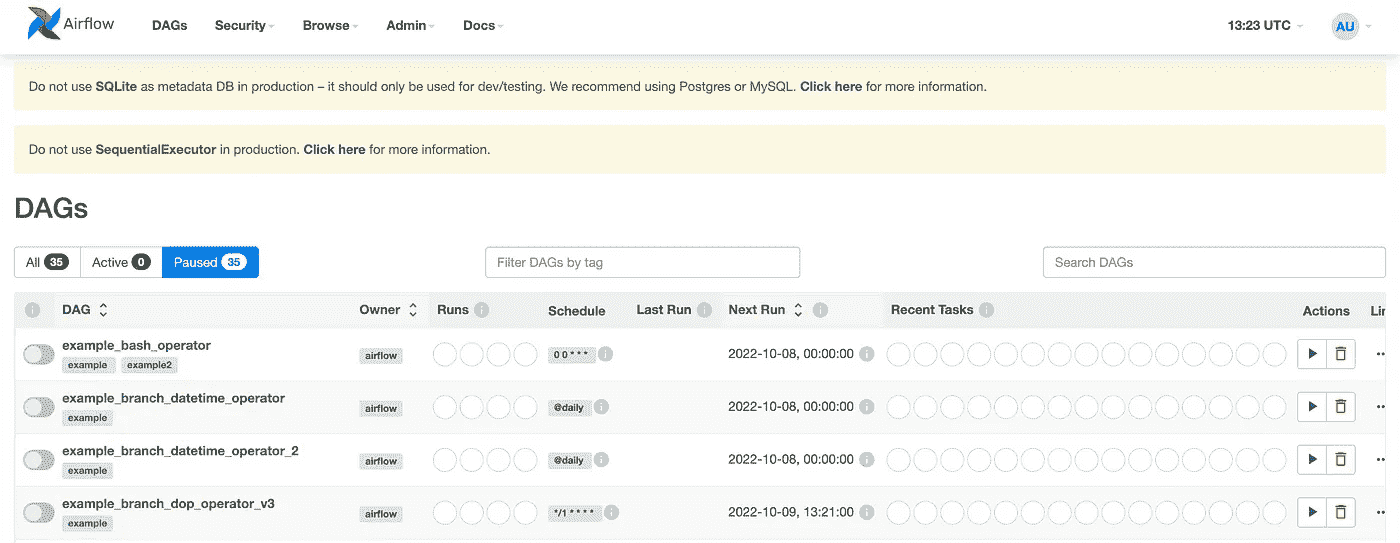 Airflow DAGs Security Browse Admin Docs 13:23 UTC AU
Do not use SQLite as metadata DB in production – it should only be used for dev/testing. We recommend using Postgres or MySQL. Click here for more information.
Do not use SequentialExecutor in production. Click here for more information.
DAGs
All 35 Active 0 Paused 35 Filter DAGs by tag Search DAGs
i DAG Owner Runs i Schedule Last Run i Next Run i Recent Tasks i Actions Lin
example_bash_operator
example example2 airflow 0 0 * * * i 2022-10-08, 00:00:00 i
example_branch_datetime_operator
example airflow @daily i 2022-10-08, 00:00:00 i
example_branch_datetime_operator_2
example airflow @daily i 2022-10-08, 00:00:00 i
example_branch_dop_operator_v3
example airflow */1 * * * * i 2022-10-09, 13:21:00 i